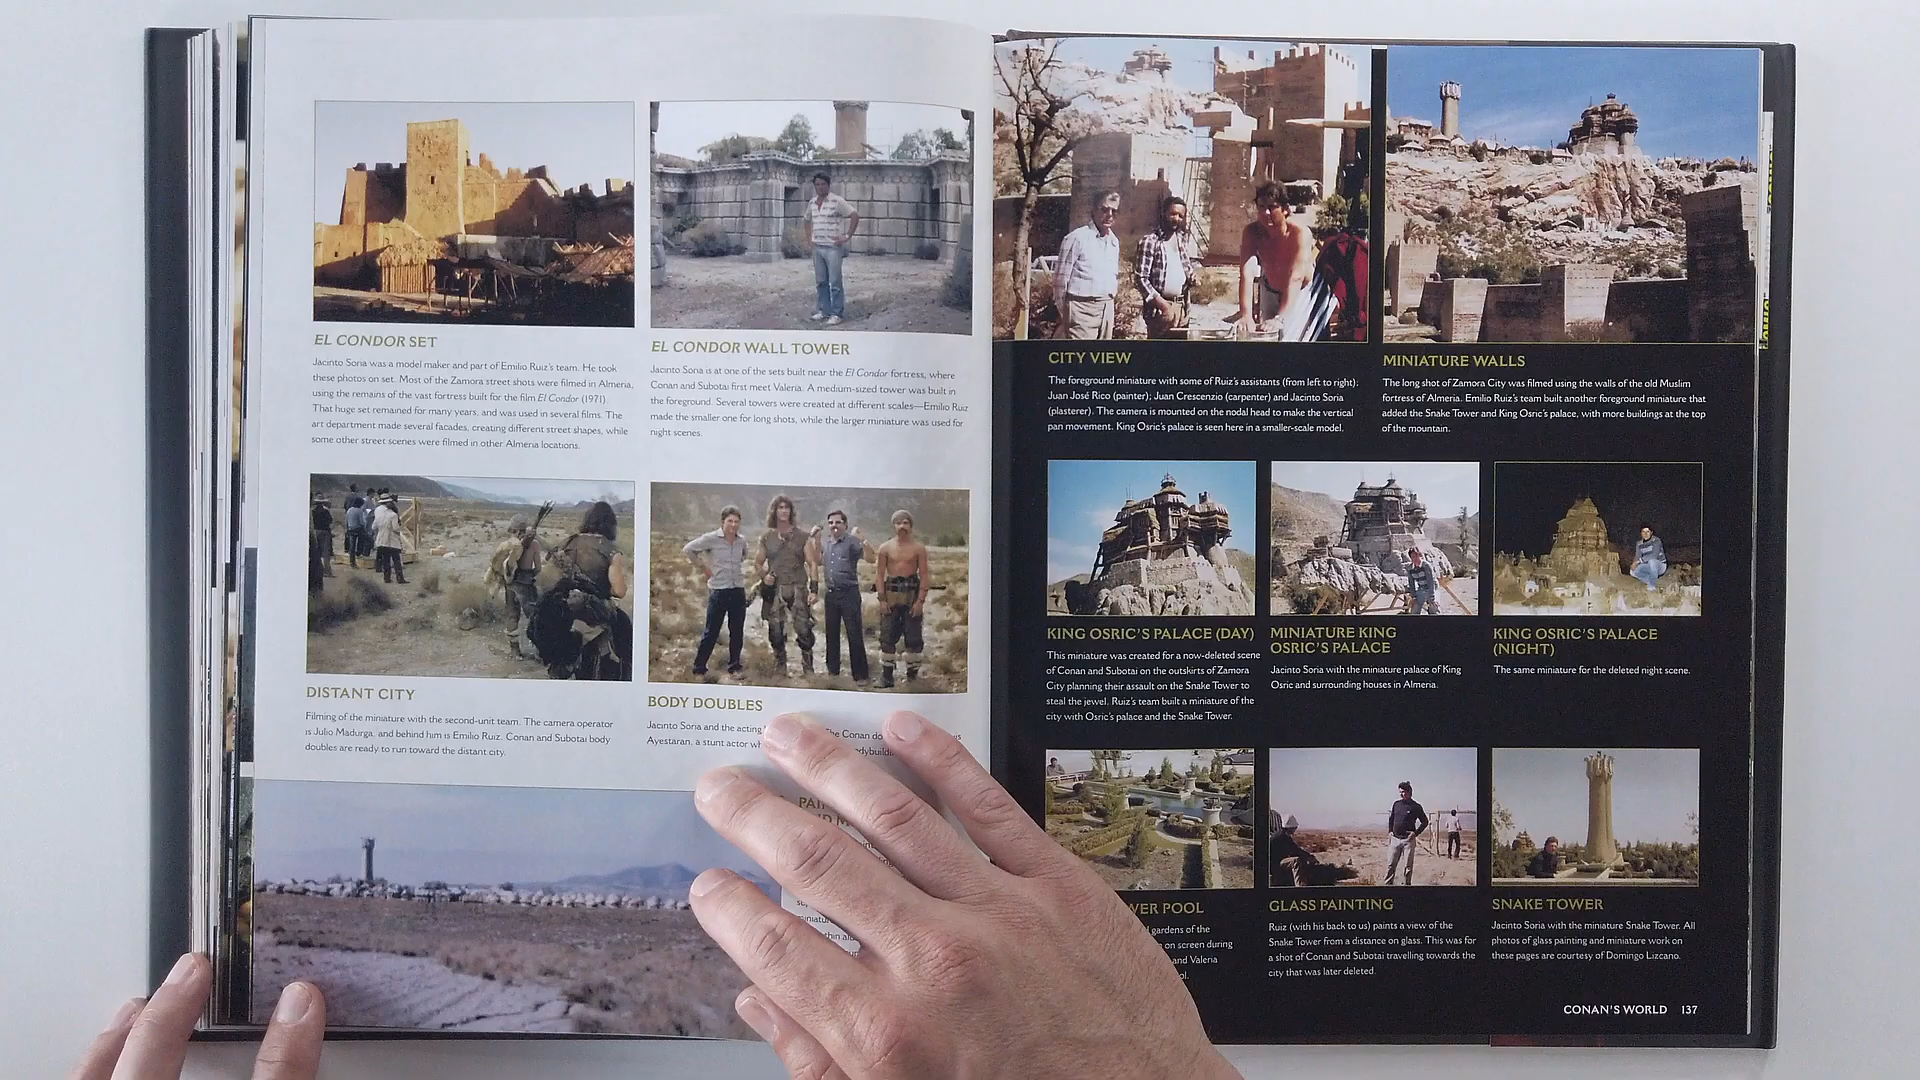 EL CONDOR SET
Jacinto Soria was a model maker and part of Emilio Ruiz's team. He took
these photos on set. Most of the Zamora street shots were filmed in Almeria,
using the remains of the vast fortress built for the film El Condor (1971).
That huge set remained for many years, and was used in several films. The
art department made several facades, creating different street shapes, while
some other street scenes were filmed in other Almeria locations.
EL CONDOR WALL TOWER
Jacinto Soria is at one of the sets built near the El Condor fortress, where
Conan and Subotai first meet Valeria. A medium-sized tower was built in
the foreground. Several towers were created at different scales—Emilio Ruiz
made the smaller one for long shots, while the larger miniature was used for
night scenes.
DISTANT CITY
Filming of the miniature with the second-unit team. The camera operator
is Julio Madurga, and behind him is Emilio Ruiz. Conan and Subotai body
doubles are ready to run toward the distant city.
BODY DOUBLES
Jacinto Soria and the acting
The Conan
Ayestaran, a stunt actor
CITY VIEW
The foreground miniature with some of Ruiz's assistants (from left to right):
Juan José Rico (painter); Juan Crescenzio (carpenter) and Jacinto Soria
(plasterer). The camera is mounted on the nodal head to make the vertical
pan movement. King Osric's palace is seen here in a smaller-scale model.
MINIATURE WALLS
The long shot of Zamora City was filmed using the walls of the old Muslim
fortress of Almeria. Emilio Ruiz's team built another foreground miniature that
added the Snake Tower and King Osric's palace, with more buildings at the top
of the mountain.
KING OSRIC'S PALACE (DAY)
This miniature was created for a now-deleted scene
of Conan and Subotai on the outskirts of Zamora
City planning their assault on the Snake Tower to
steal the jewel. Ruiz's team built a miniature of the
city with Osric's palace and the Snake Tower.
MINIATURE KING
OSRIC'S PALACE
Jacinto Soria with the miniature palace of King
Osric and surrounding houses in Almeria.
KING OSRIC'S PALACE
(NIGHT)
The same miniature for the deleted night scene.
POOL
gardens of the
on screen during
and Valeria
GLASS PAINTING
Ruiz (with his back to us) paints a view of the
Snake Tower from a distance on glass. This was for
a shot of Conan and Subotai travelling towards the
city that was later deleted.
SNAKE TOWER
Jacinto Soria with the miniature Snake Tower. All
photos of glass painting and miniature work on
these pages are courtesy of Domingo Lizcano.
CONAN'S WORLD 137